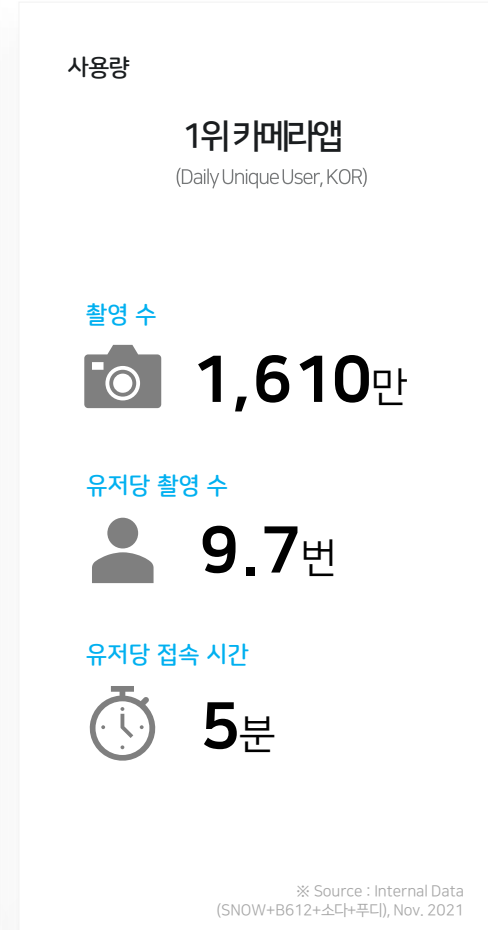 사용량
1위 카메라앱
(Daily Unique User, KOR)
촬영 수
1,610만
유저당 촬영 수
9.7번
유저당 접속 시간
5분
※ Source : Internal Data
(SNOW+B612+소다+푸디), Nov. 2021